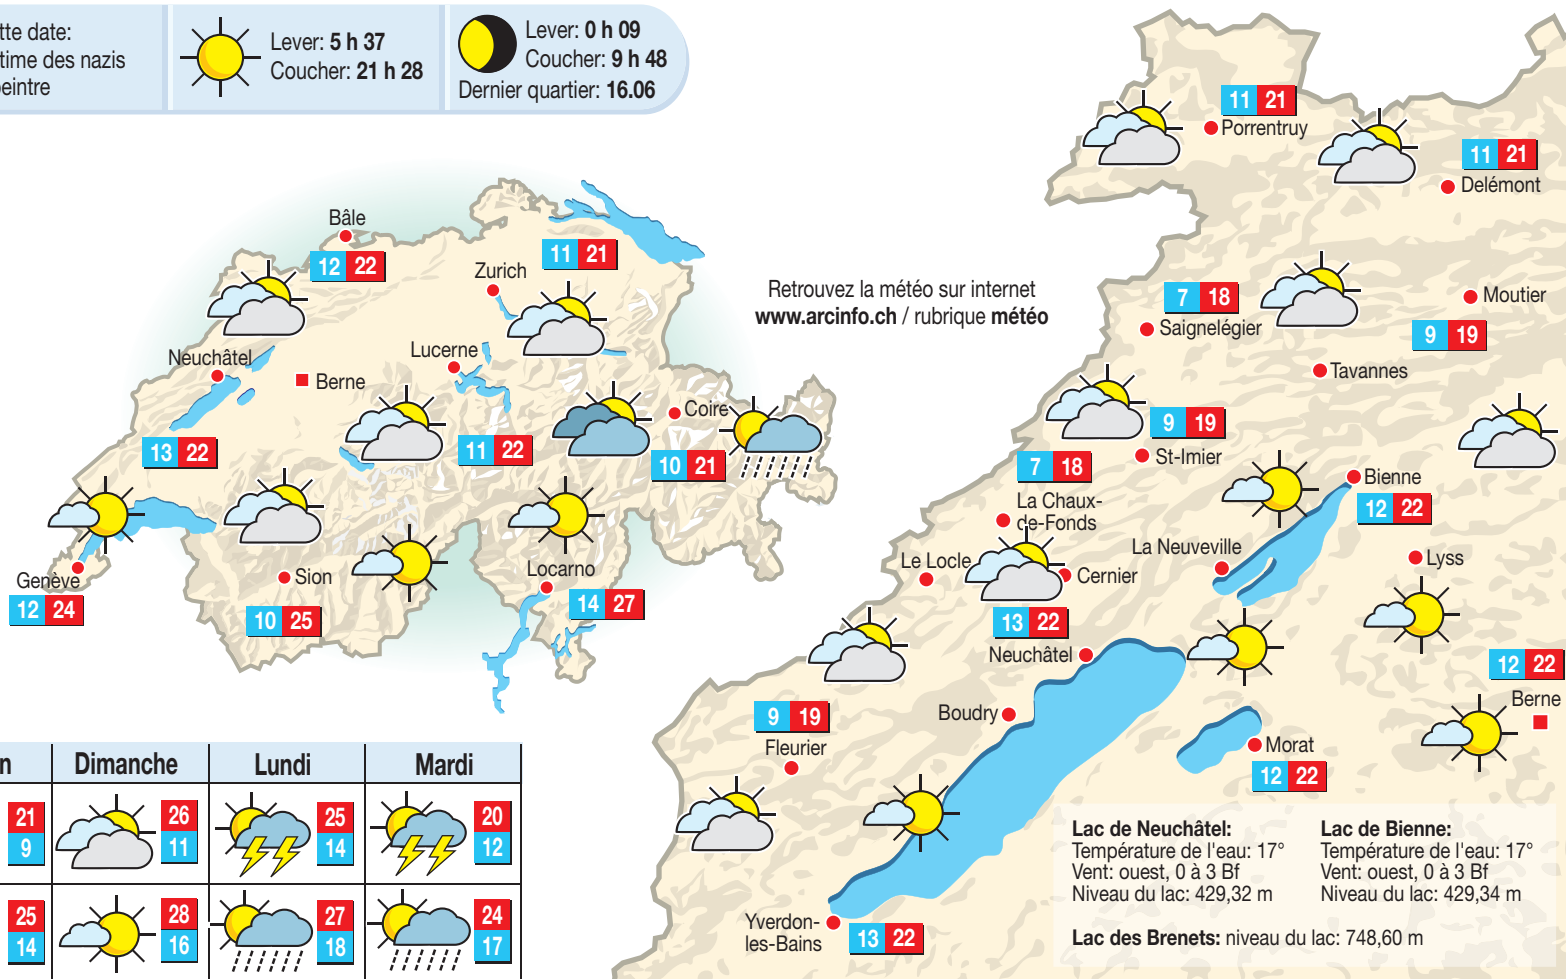 tte date:
time des nazis
eintre
Lever: 5 h 37
Coucher: 21 h 28
Lever: 0 h 09
Coucher: 9 h 48
Dernier quartier: 16.06
Bâle
12 22
Zurich
11 21
Neuchâtel
Berne
Lucerne
Coire
13 22
11 22
10 21
Genève
12 24
Sion
10 25
Locarno
14 27
Retrouvez la météo sur internet
www.arcinfo.ch / rubrique météo
11 21
Porrentruy
11 21
Delémont
7 18
Saignelégier
Moutier
9 19
Tavannes
9 19
St-Imier
7 18
La Chaux-
de-Fonds
Bienne
12 22
Le Locle
Cernier
La Neuveville
Lyss
13 22
Neuchâtel
12 22
Berne
Boudry
9 19
Fleurier
Morat
12 22
Yverdon-
les-Bains
13 22
Lac de Neuchâtel:
Température de l'eau: 17°
Vent: ouest, 0 à 3 Bf
Niveau du lac: 429,32 m
Lac de Bienne:
Température de l'eau: 17°
Vent: ouest, 0 à 3 Bf
Niveau du lac: 429,34 m
Lac des Brenets: niveau du lac: 748,60 m
n Dimanche Lundi Mardi
21 26 25 20
9 11 14 12
25 28 27 24
14 16 18 17